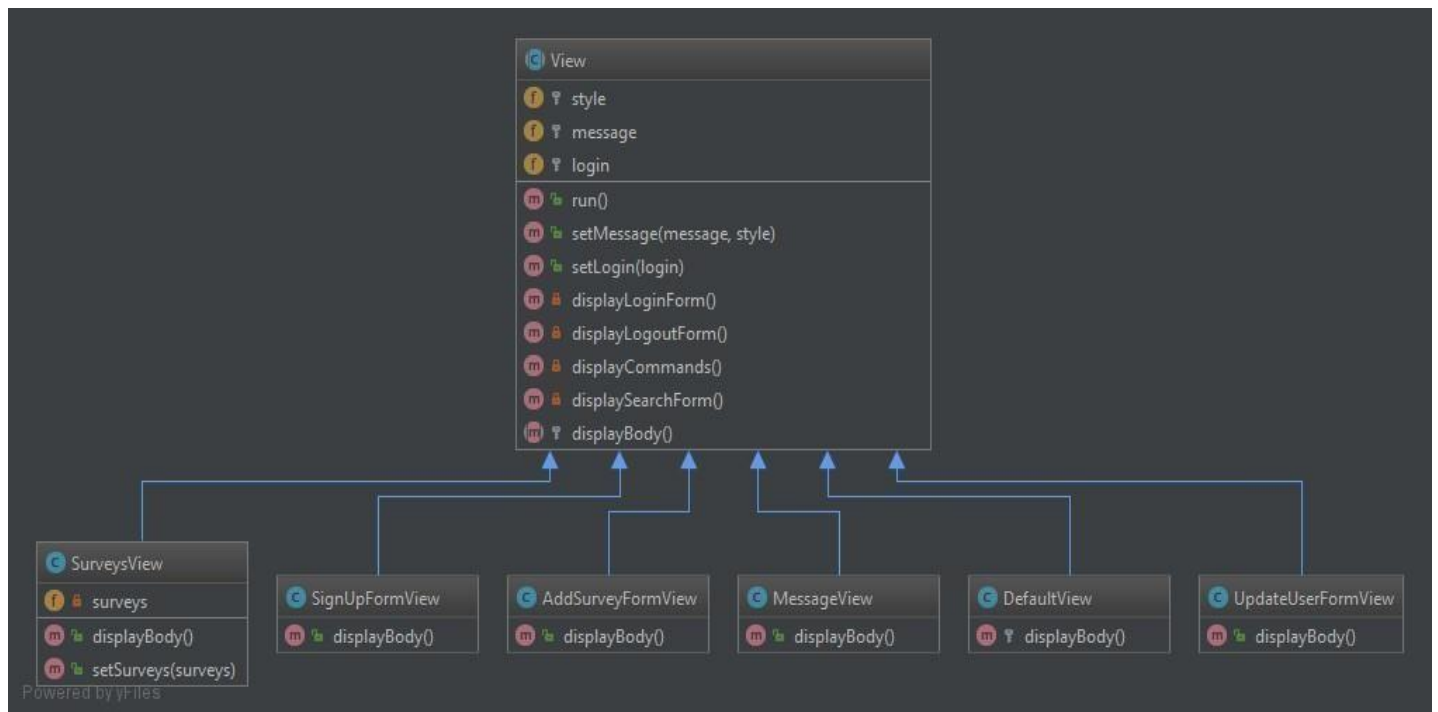 View
style
message
login
run()
setMessage(message, style)
setLogin(login)
displayLoginForm()
displayLogoutForm()
displayCommands()
displaySearchForm()
displayBody()
SurveysView
surveys
displayBody()
setSurveys(surveys)
SignUpFormView
displayBody()
AddSurveyFormView
displayBody()
MessageView
displayBody()
DefaultView
displayBody()
UpdateUserFormView
displayBody()
Powered by yFiles